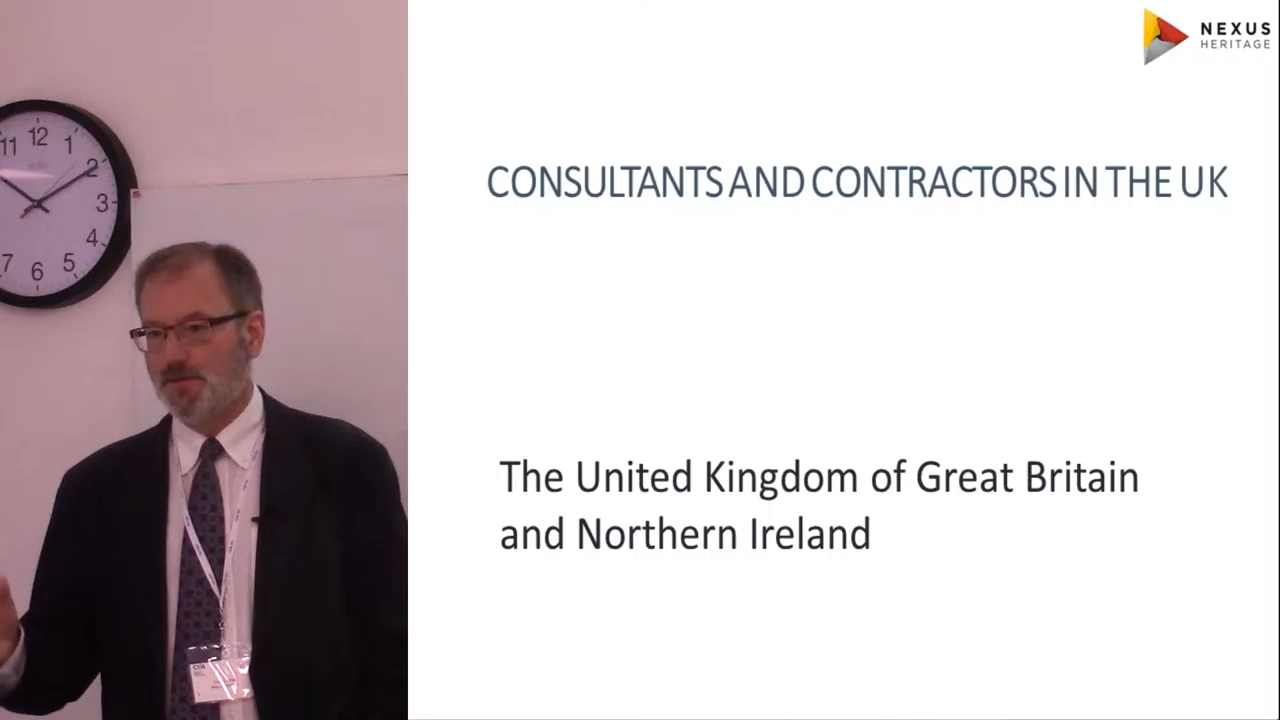 NEXUS
HERITAGE
CONSULTANTS AND CONTRACTORS IN THE UK
The United Kingdom of Great Britain
and Northern Ireland
11 12 1
2
3
4
7 6 5
CIfA